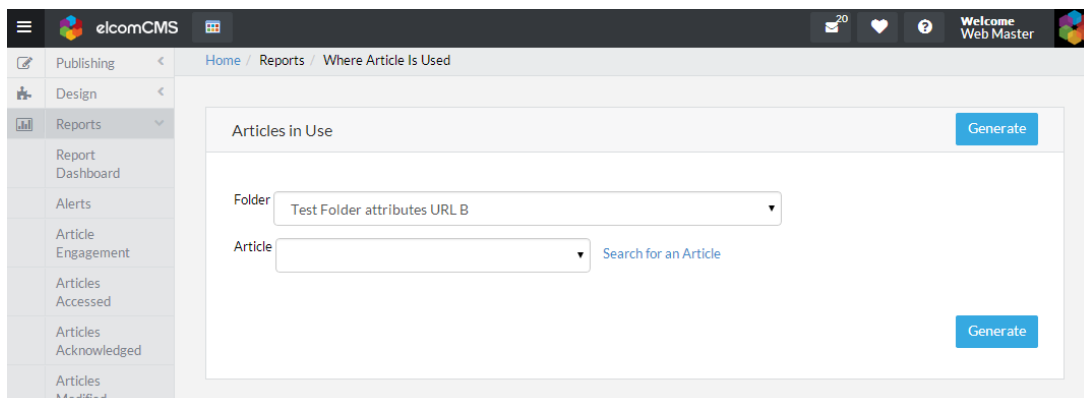 elcomCMS
20
Welcome
Web Master
Publishing
Design
Reports
Report
Dashboard
Alerts
Article
Engagement
Articles
Accessed
Articles
Acknowledged
Articles
Modified
Home / Reports / Where Article Is Used
Articles in Use
Generate
Folder
Test Folder attributes URL B
Article
Search for an Article
Generate